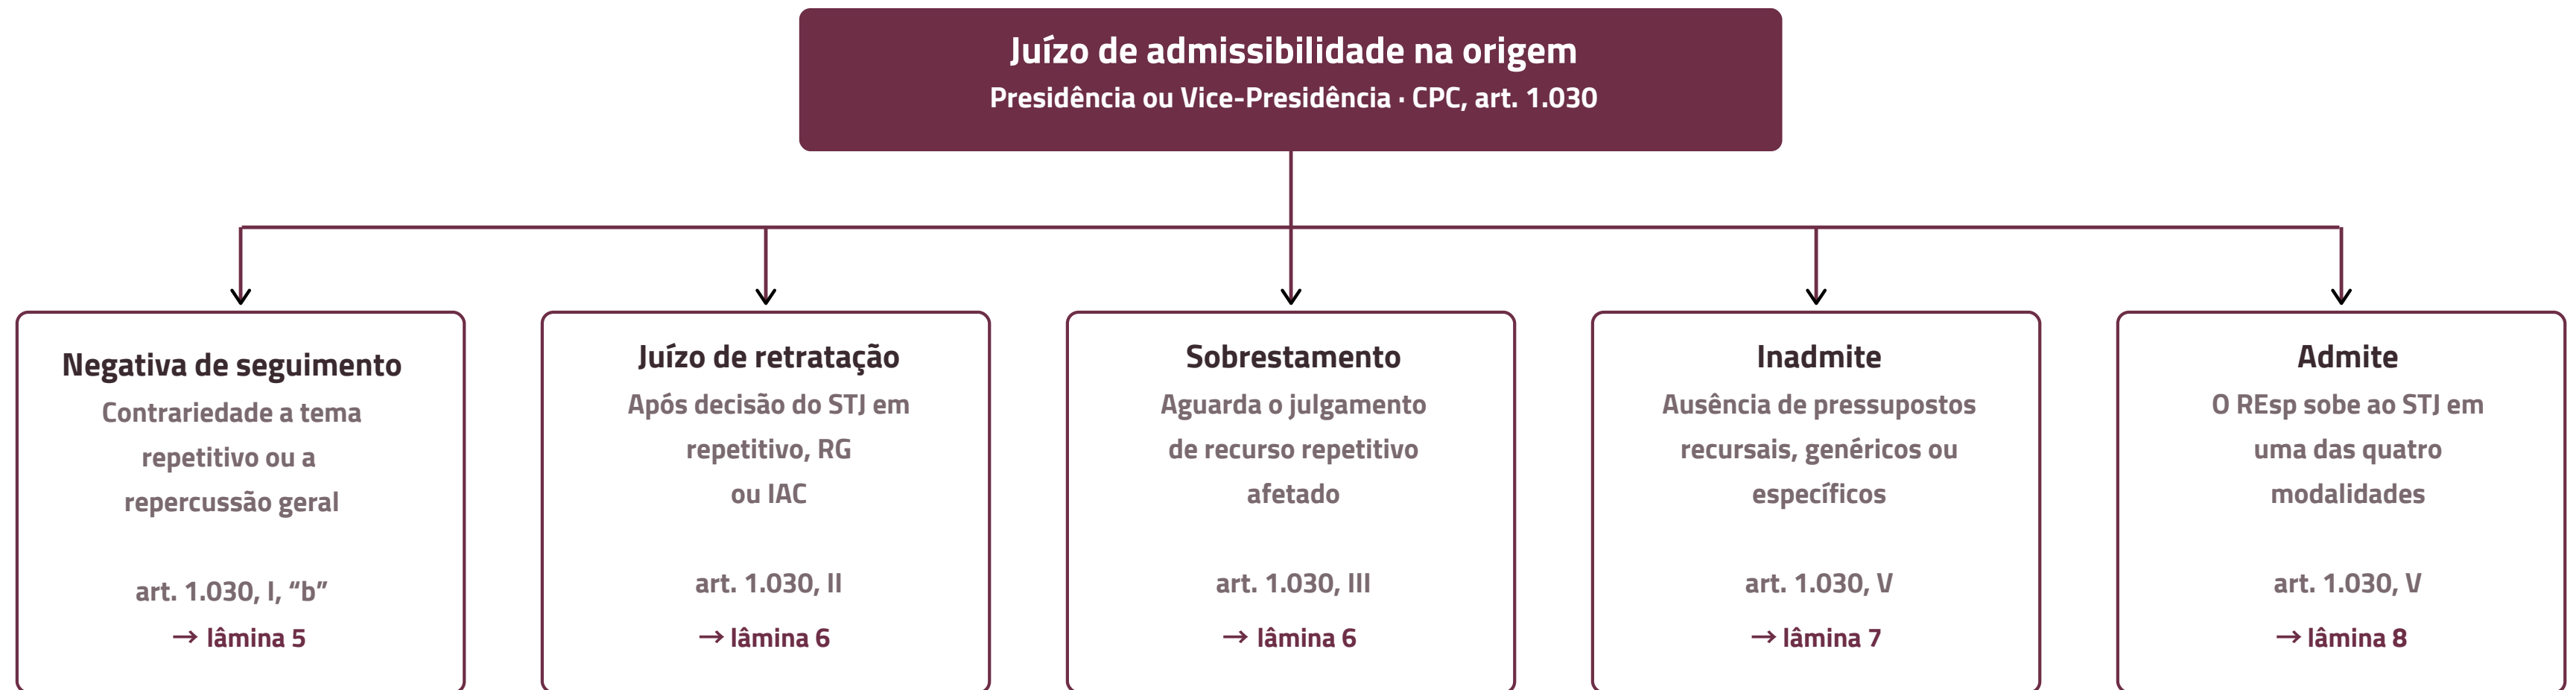 Juízo de admissibilidade na origem
Presidência ou Vice-Presidência · CPC, art. 1.030
Negativa de seguimento
Contrariedade a tema
repetitivo ou a
repercussão geral
art. 1.030, I, “b”
→ lâmina 5
Juízo de retratação
Após decisão do STJ em
repetitivo, RG
ou IAC
art. 1.030, II
→ lâmina 6
Sobrestamento
Aguarda o julgamento
de recurso repetitivo
afetado
art. 1.030, III
→ lâmina 6
Inadmite
Ausência de pressupostos
recursais, genéricos ou
específicos
art. 1.030, V
→ lâmina 7
Admite
O REsp sobe ao STJ em
uma das quatro
modalidades
art. 1.030, V
→ lâmina 8